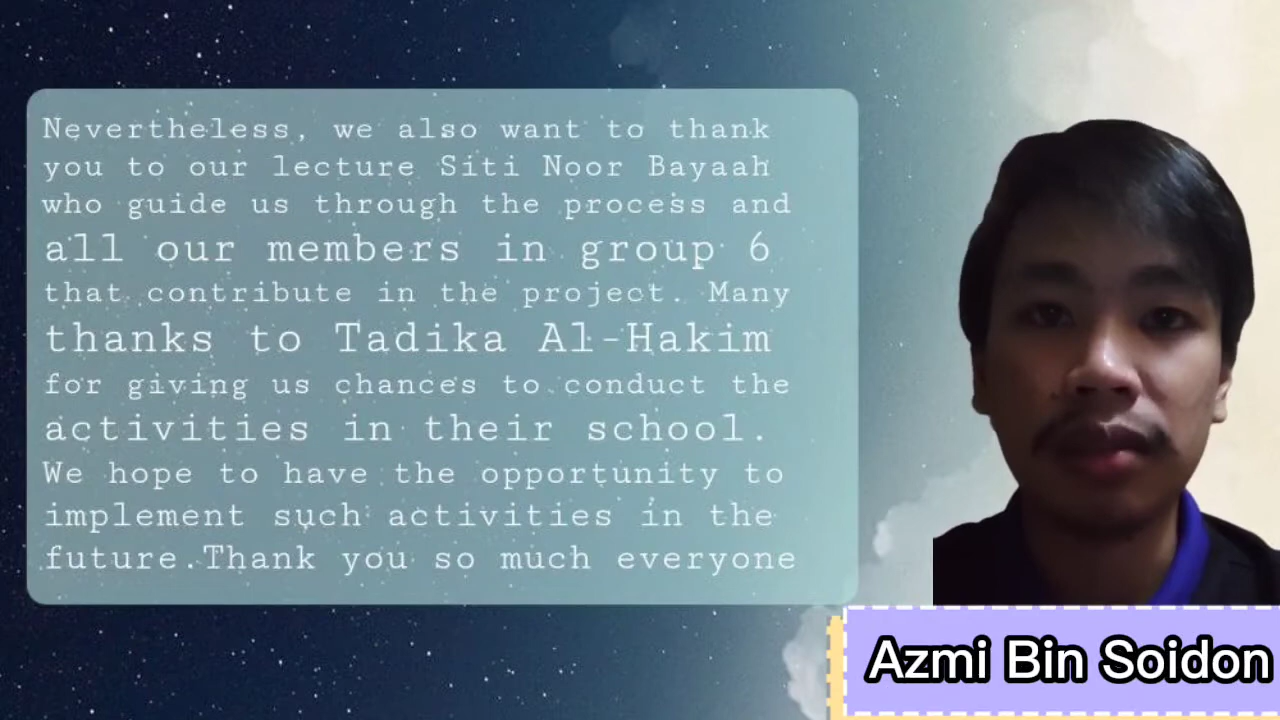 Nevertheless, we also want to thank
you to our lecture Siti Noor Bayaah
who guide us through the process and
all our members in group 6
that contribute in the project. Many
thanks to Tadika Al-Hakim
for giving us chances to conduct the
activities in their school.
We hope to have the opportunity to
implement such activities in the
future.Thank you so much everyone
Azmi Bin Soidon